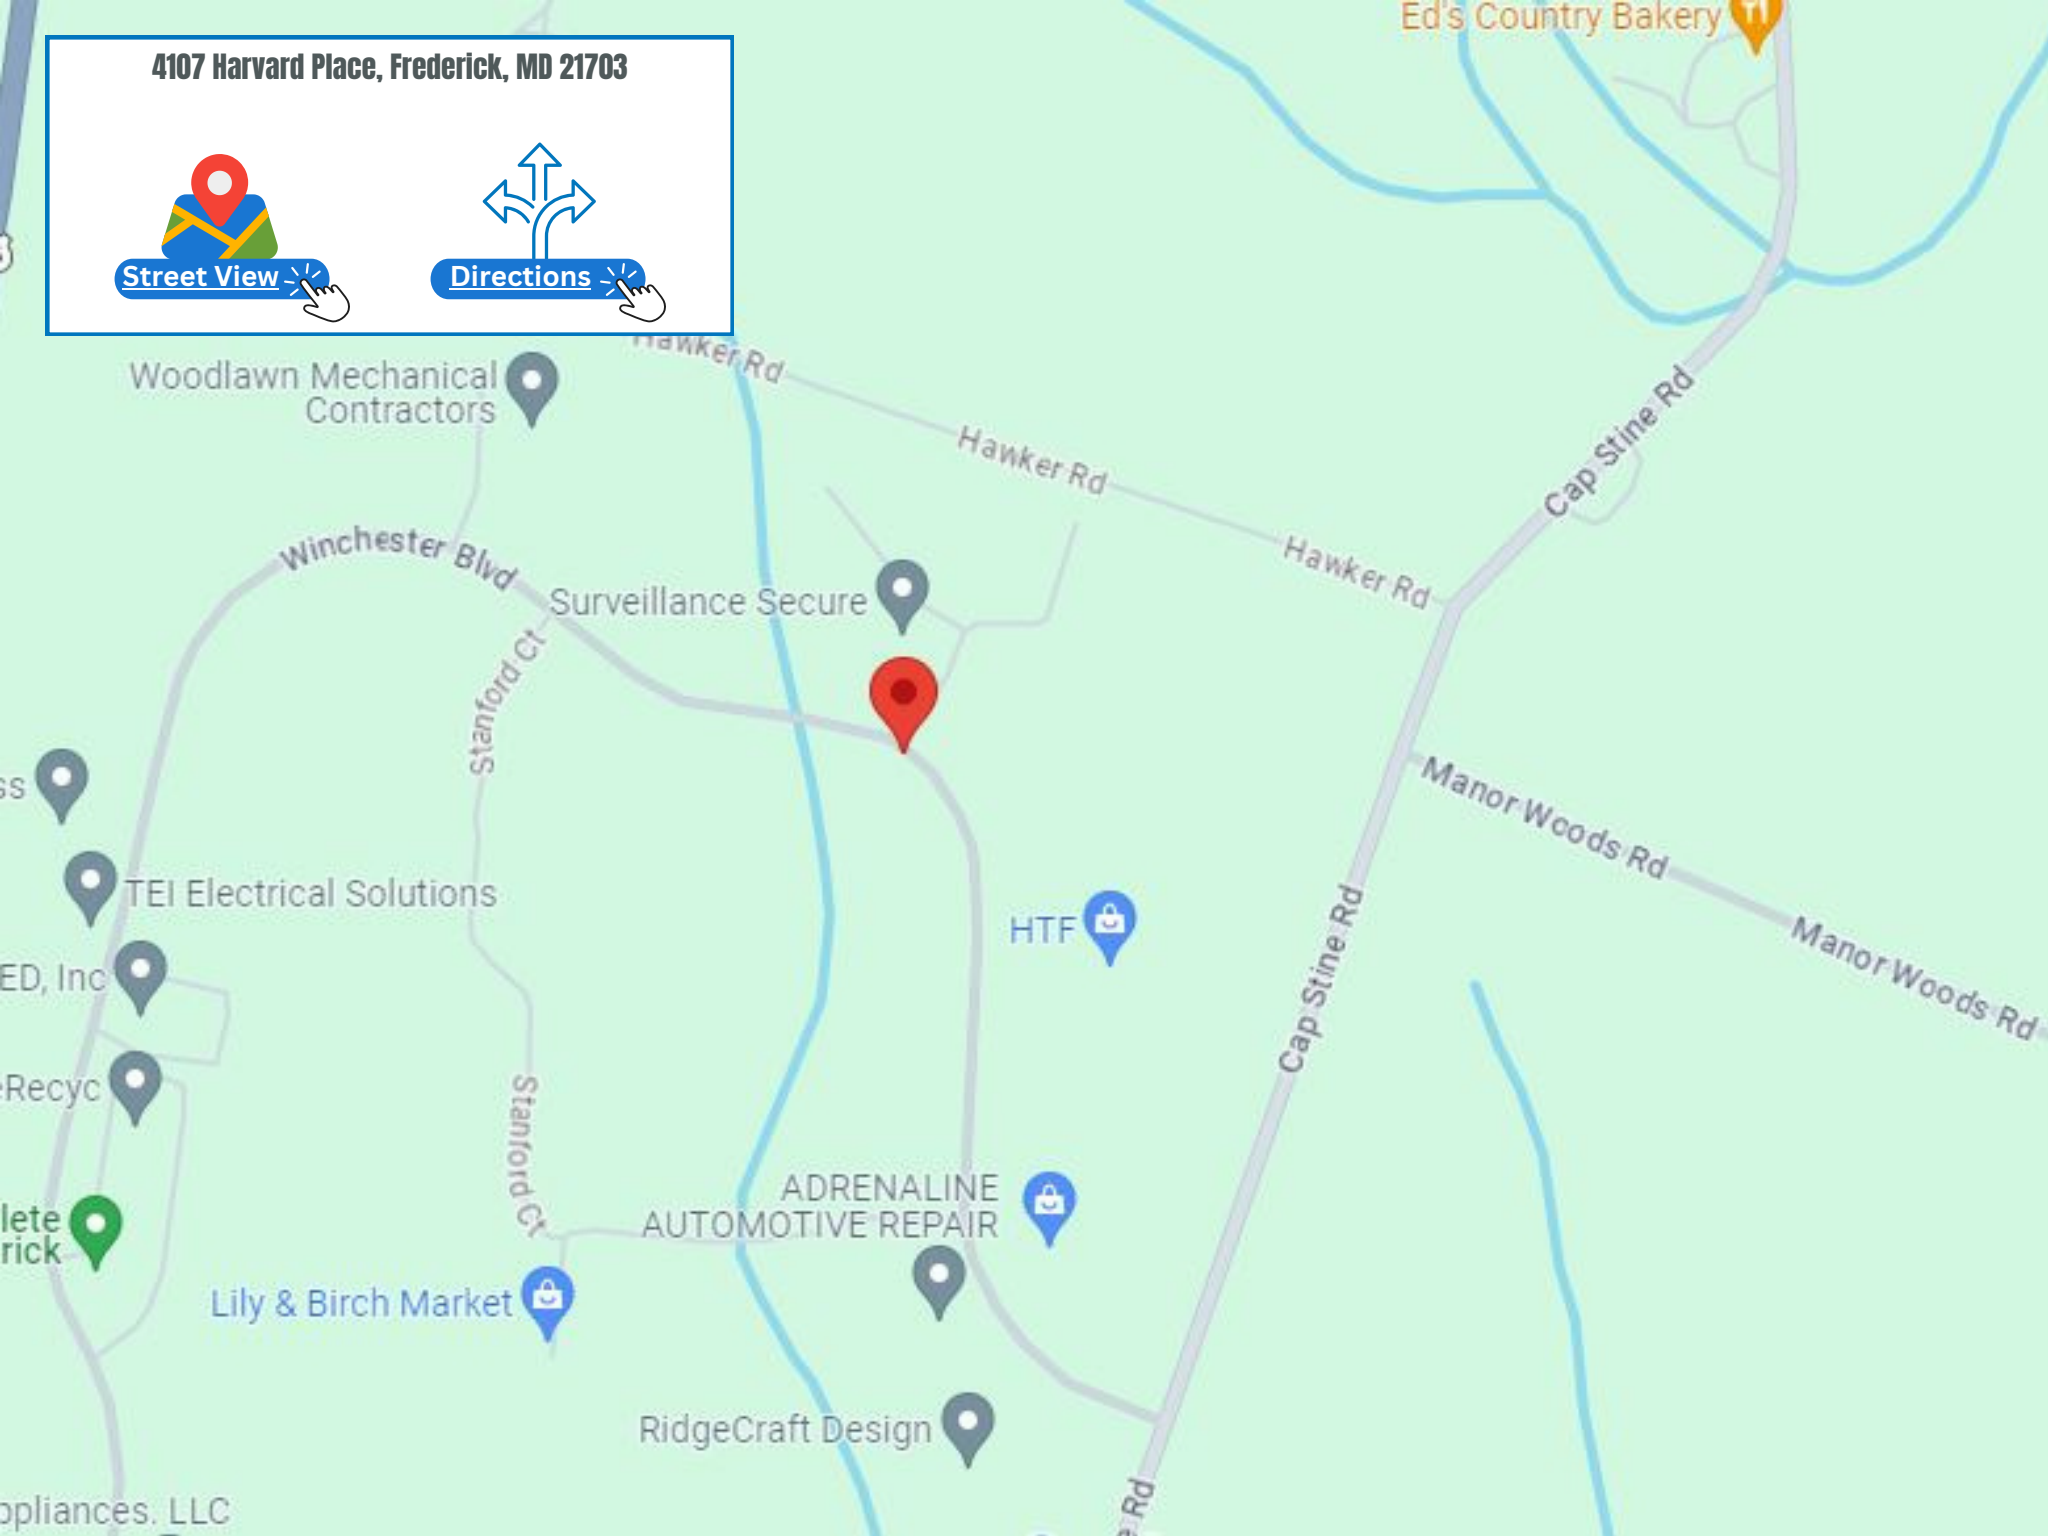 Ed's Country Bakery
4107 Harvard Place, Frederick, MD 21703
Street View
Directions
Hawker Rd
Woodlawn Mechanical
Contractors
Cap Stine Rd
Hawker Rd
Winchester Blvd
Hawker Rd
Surveillance Secure
Stanford Ct
Manor Woods Rd
ss
TEI Electrical Solutions
HTF
Cap Stine Rd
Manor Woods Rd
ED, Inc
Recyc
Stanford Ct
ADRENALINE
AUTOMOTIVE REPAIR
lete
rick
Lily & Birch Market
RidgeCraft Design
e Rd
ppliances. LLC